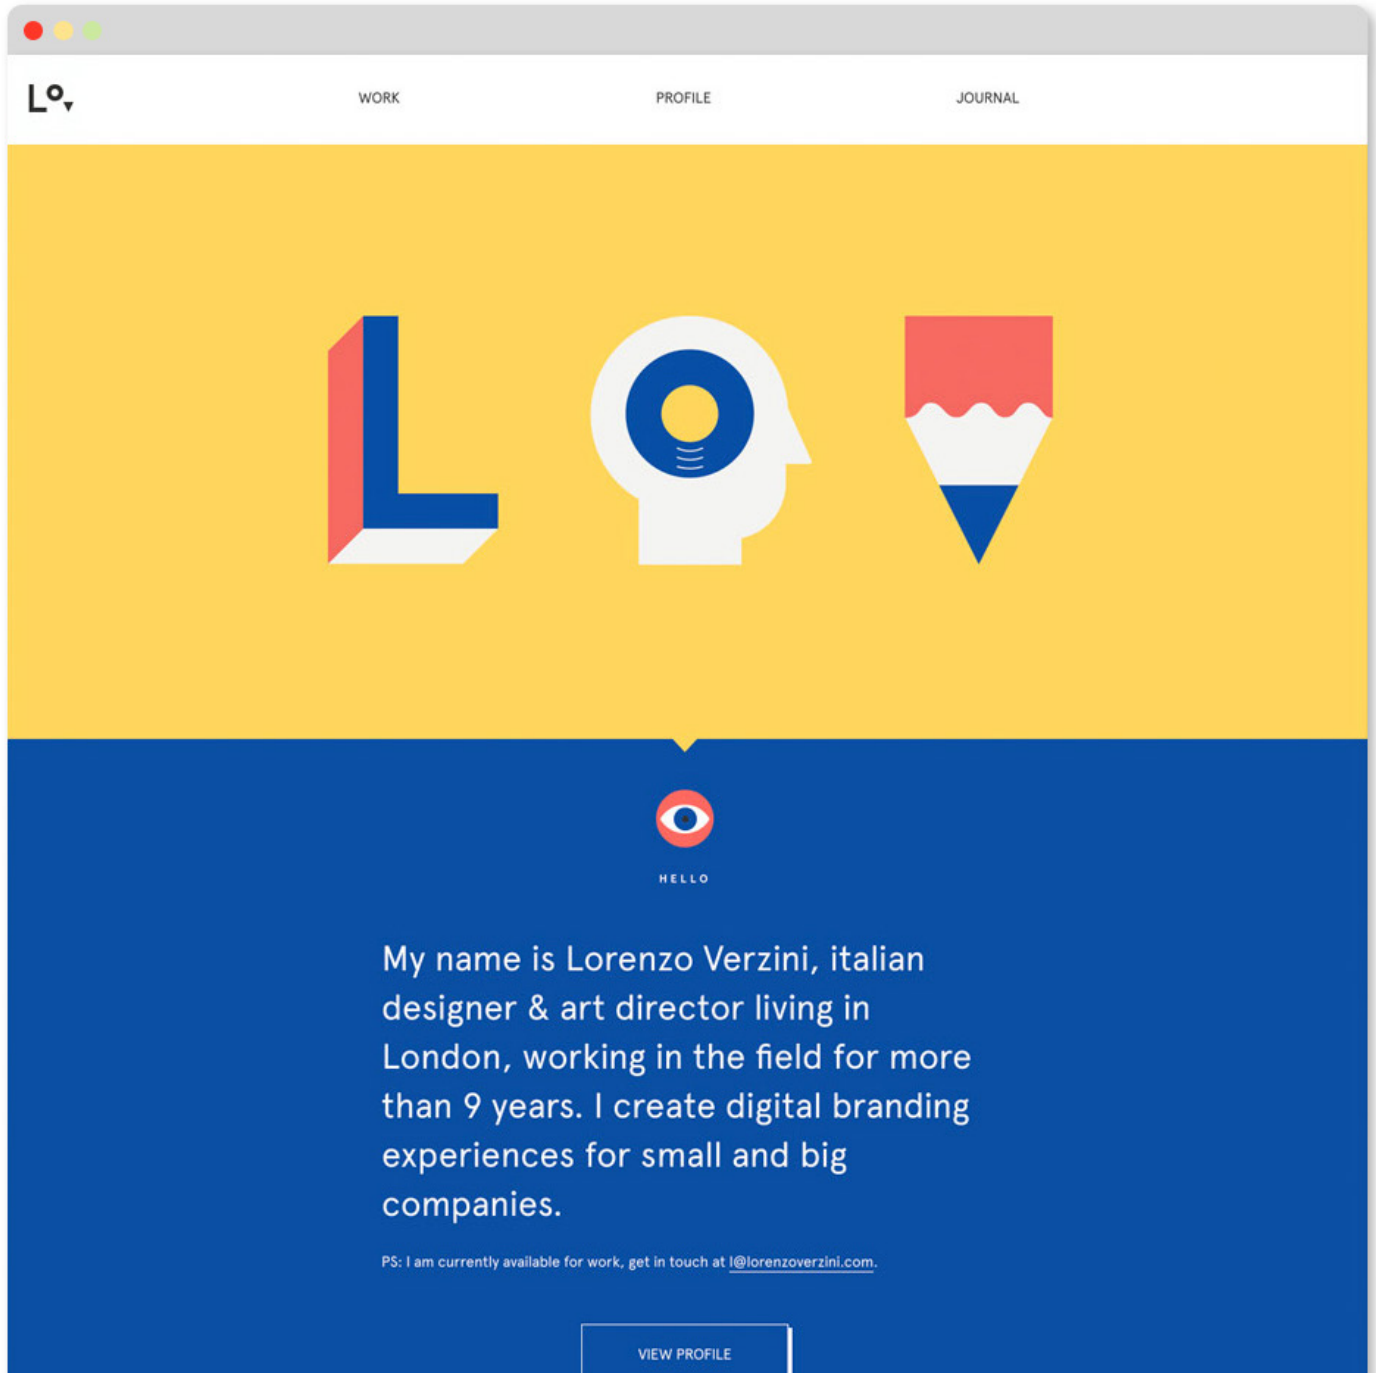 Lo▾
WORK
PROFILE
JOURNAL
L O V
HELLO
My name is Lorenzo Verzini, italian
designer & art director living in
London, working in the field for more
than 9 years. I create digital branding
experiences for small and big
companies.
PS: I am currently available for work, get in touch at l@lorenzoverzini.com.
VIEW PROFILE